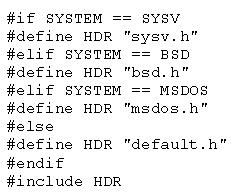 #if SYSTEM == SYSV
#define HDR "sysv.h"
#elif SYSTEM == BSD
#define HDR "bsd.h"
#elif SYSTEM == MSDOS
#define HDR "msdos.h"
#else
#define HDR "default.h"
#endif
#include HDR